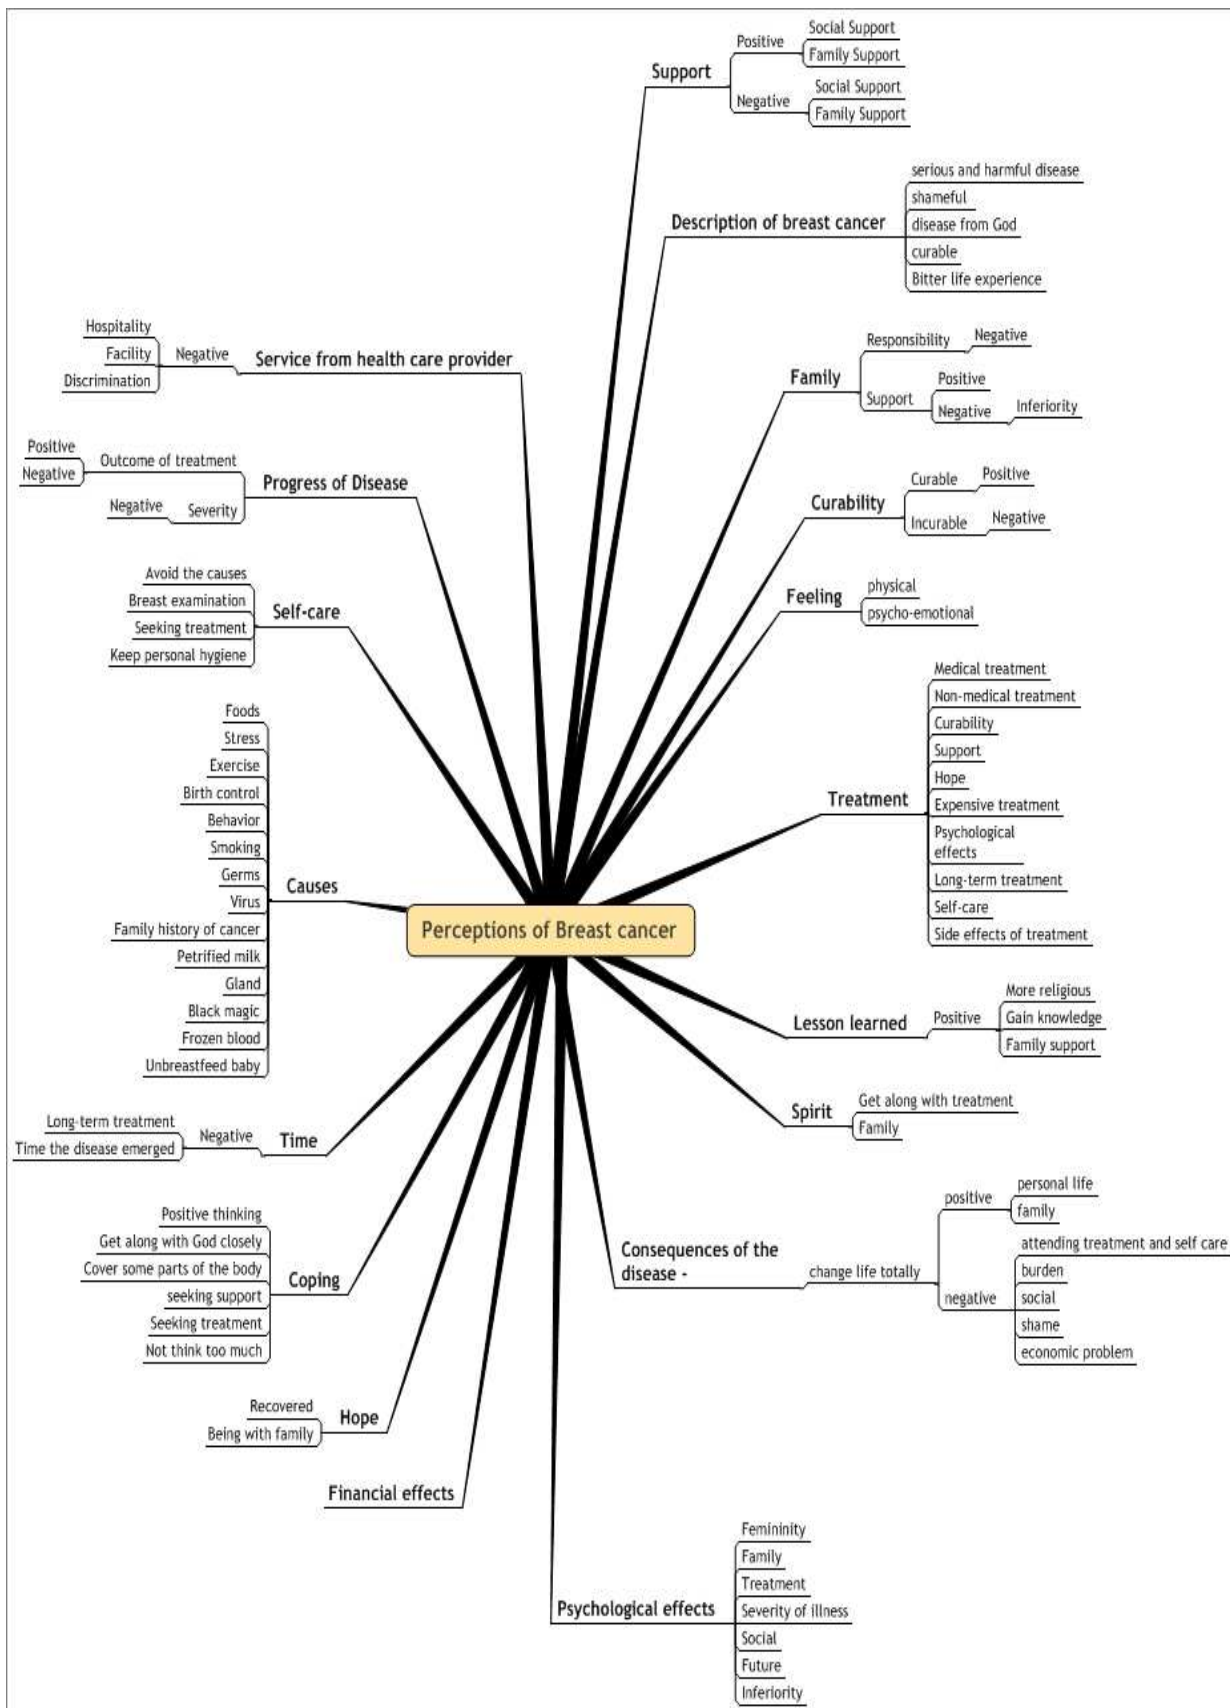 Support
Positive
Social Support
Family Support
Negative
Social Support
Family Support
Description of breast cancer
serious and harmful disease
shameful
disease from God
curable
Bitter life experience
Family
Responsibility
Negative
Support
Positive
Negative
Inferiority
Curability
Curable
Positive
Incurable
Negative
Feeling
physical
psycho-emotional
Treatment
Medical treatment
Non-medical treatment
Curability
Support
Hope
Expensive treatment
Psychological
effects
Long-term treatment
Self-care
Side effects of treatment
Lesson learned
Positive
More religious
Gain knowledge
Family support
Spirit
Get along with treatment
Family
Consequences of the
disease -
change life totally
positive
personal life
family
negative
attending treatment and self care
burden
social
shame
economic problem
Psychological effects
Femininity
Family
Treatment
Severity of illness
Social
Future
Inferiority
Perceptions of Breast cancer
Service from health care provider
Negative
Hospitality
Facility
Discrimination
Progress of Disease
Outcome of treatment
Positive
Negative
Severity
Negative
Self-care
Avoid the causes
Breast examination
Seeking treatment
Keep personal hygiene
Causes
Foods
Stress
Exercise
Birth control
Behavior
Smoking
Germs
Virus
Family history of cancer
Petrified milk
Gland
Black magic
Frozen blood
Unbreastfeed baby
Time
Negative
Long-term treatment
Time the disease emerged
Coping
Positive thinking
Get along with God closely
Cover some parts of the body
seeking support
Seeking treatment
Not think too much
Hope
Recovered
Being with family
Financial effects